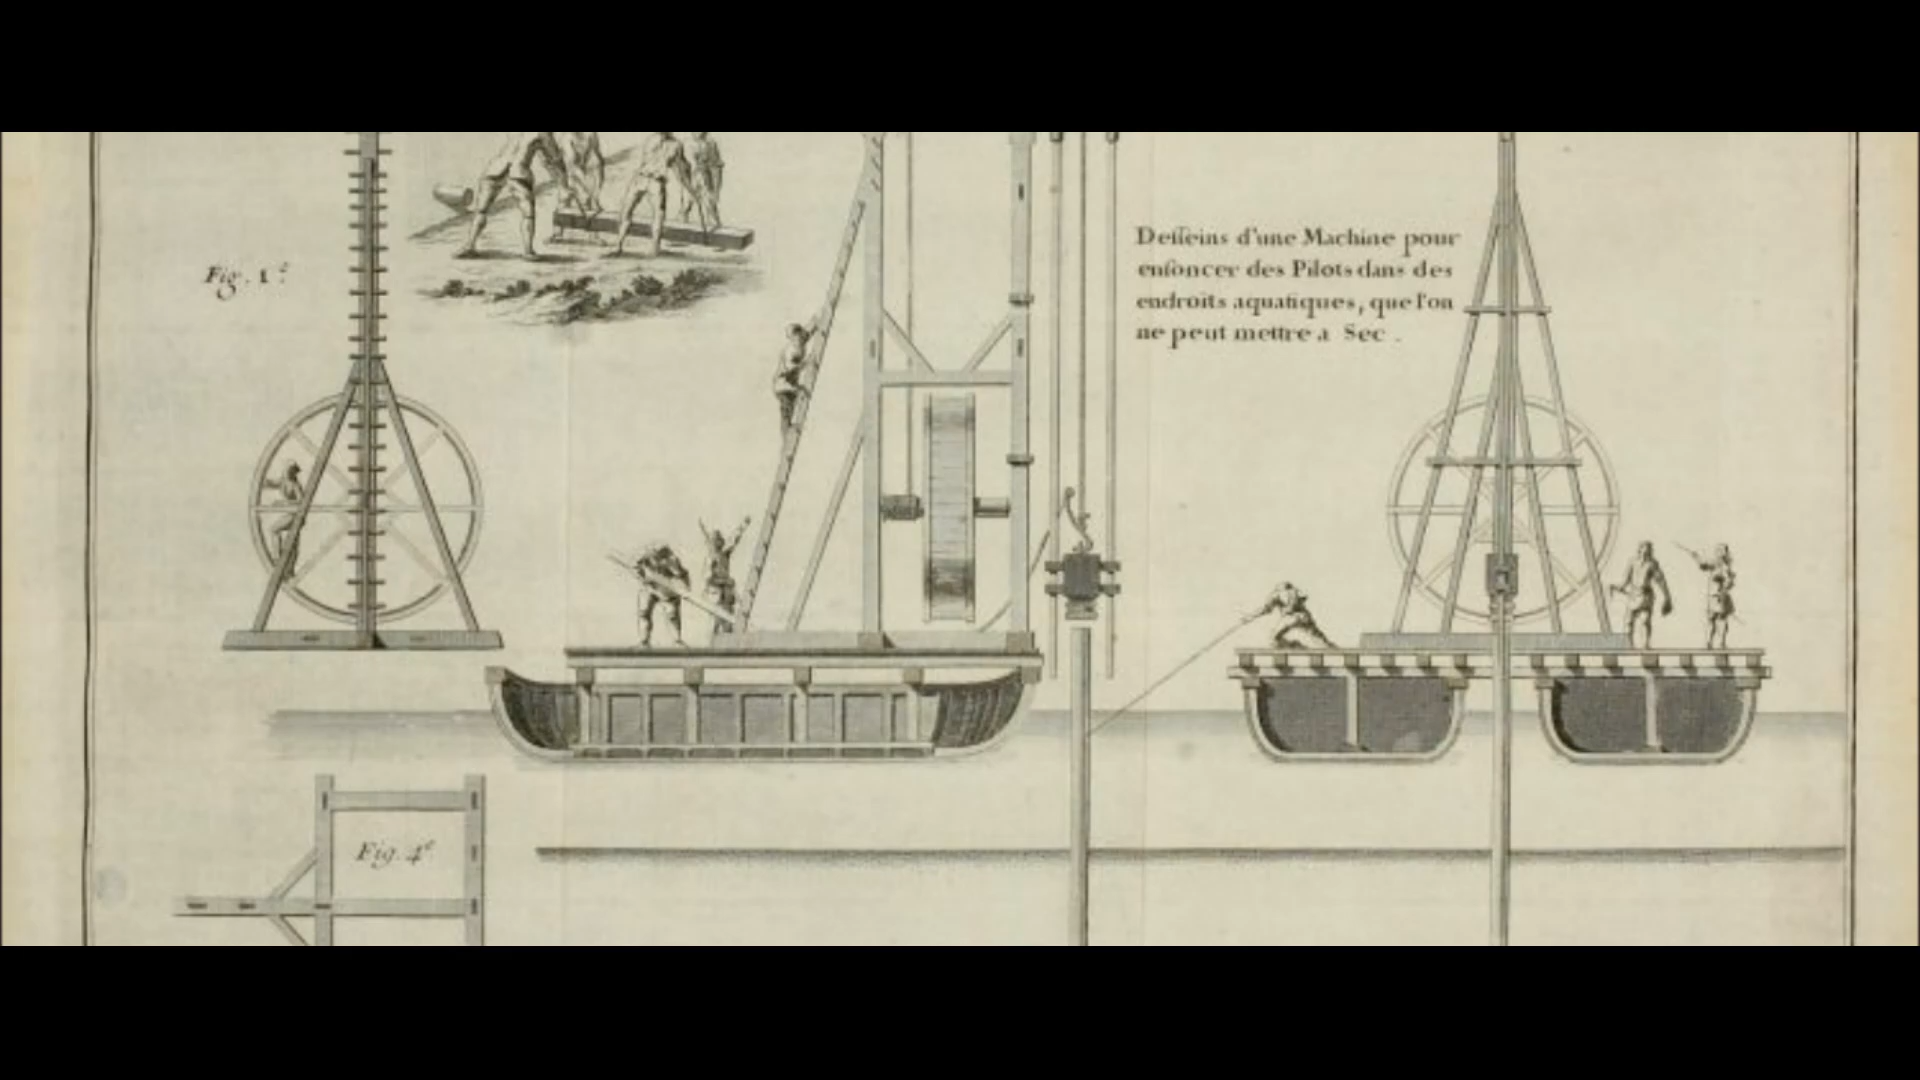 Fig. 1.e
Desseins d'une Machine pour
enfoncer des Pilots dans des
endroits aquatiques, que l'on
ne peut mettre a Sec .
Fig. 4e